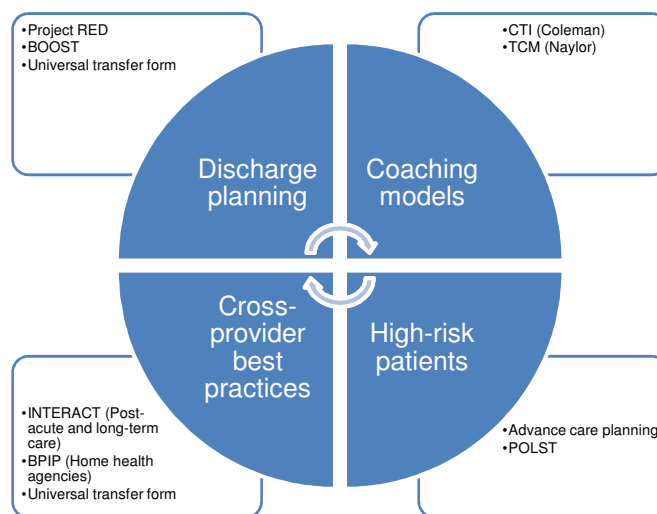 •Project RED
•BOOST
•Universal transfer form
•CTI (Coleman)
•TCM (Naylor)
Discharge
planning
Coaching
models
Cross-
provider
best
practices
High-risk
patients
•INTERACT (Post-
acute and long-term
care)
•BPIP (Home health
agencies)
•Universal transfer form
•Advance care planning
•POLST